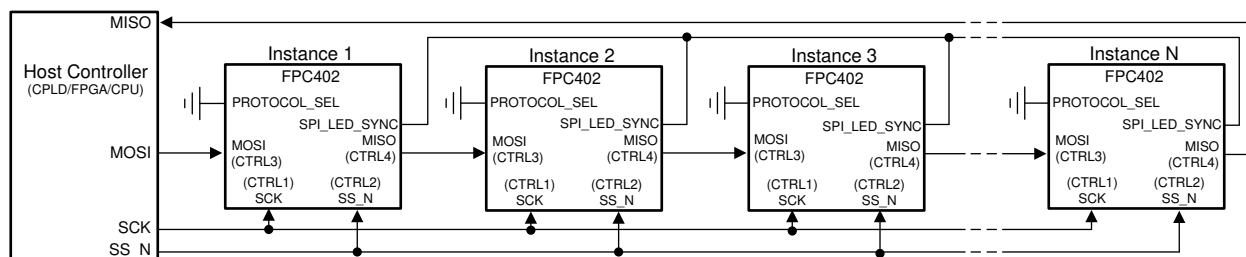 MISO
Host Controller
(CPLD/FPGA/CPU)
MOSI
SCK
SS_N
Instance 1
FPC402
PROTOCOL_SEL
SPI_LED_SYNC
MOSI
(CTRL3)
MISO
(CTRL4)
(CTRL1)
SCK
(CTRL2)
SS_N
Instance 2
FPC402
PROTOCOL_SEL
SPI_LED_SYNC
MOSI
(CTRL3)
MISO
(CTRL4)
(CTRL1)
SCK
(CTRL2)
SS_N
Instance 3
FPC402
PROTOCOL_SEL
SPI_LED_SYNC
MOSI
(CTRL3)
MISO
(CTRL4)
(CTRL1)
SCK
(CTRL2)
SS_N
Instance N
FPC402
PROTOCOL_SEL
SPI_LED_SYNC
MOSI
(CTRL3)
MISO
(CTRL4)
(CTRL1)
SCK
(CTRL2)
SS_N